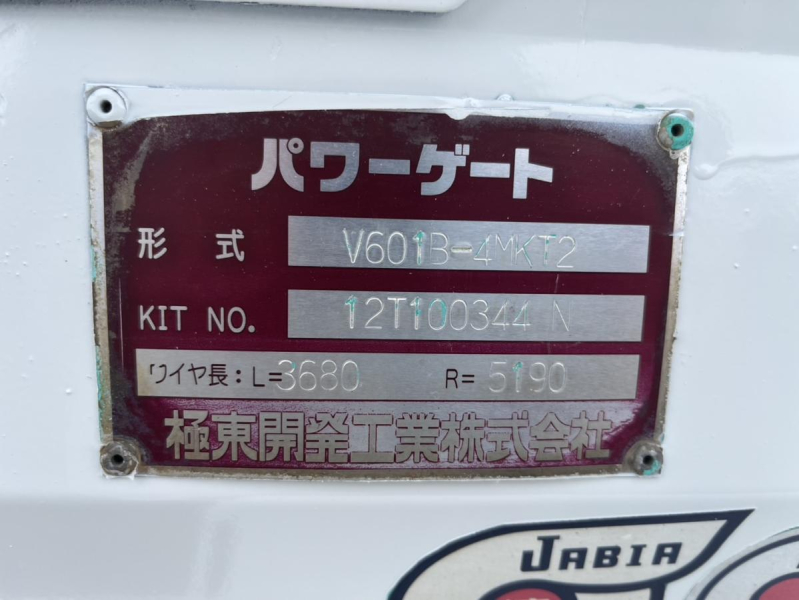 パワーゲート
形式 V601B-4MKT2
KIT NO. 12T100344 N
ワイヤ長:L=3680 R=5190
極東開発工業株式会社
JABIA